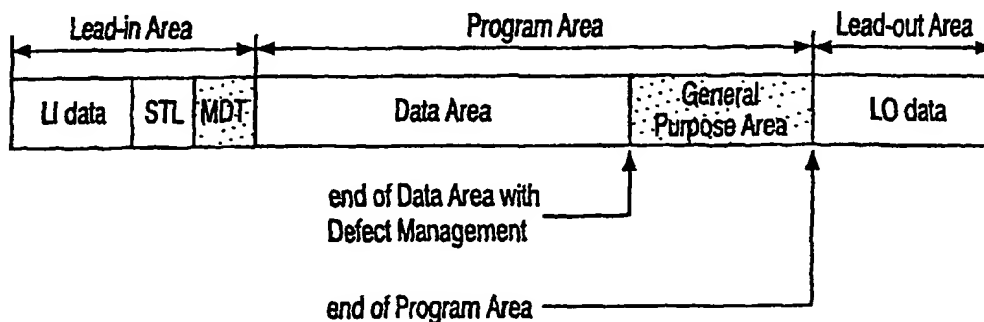 Lead-in Area
Program Area
Lead-out Area
LI data
STL
MDT
Data Area
General
Purpose Area
LO data
end of Data Area with
Defect Management
end of Program Area